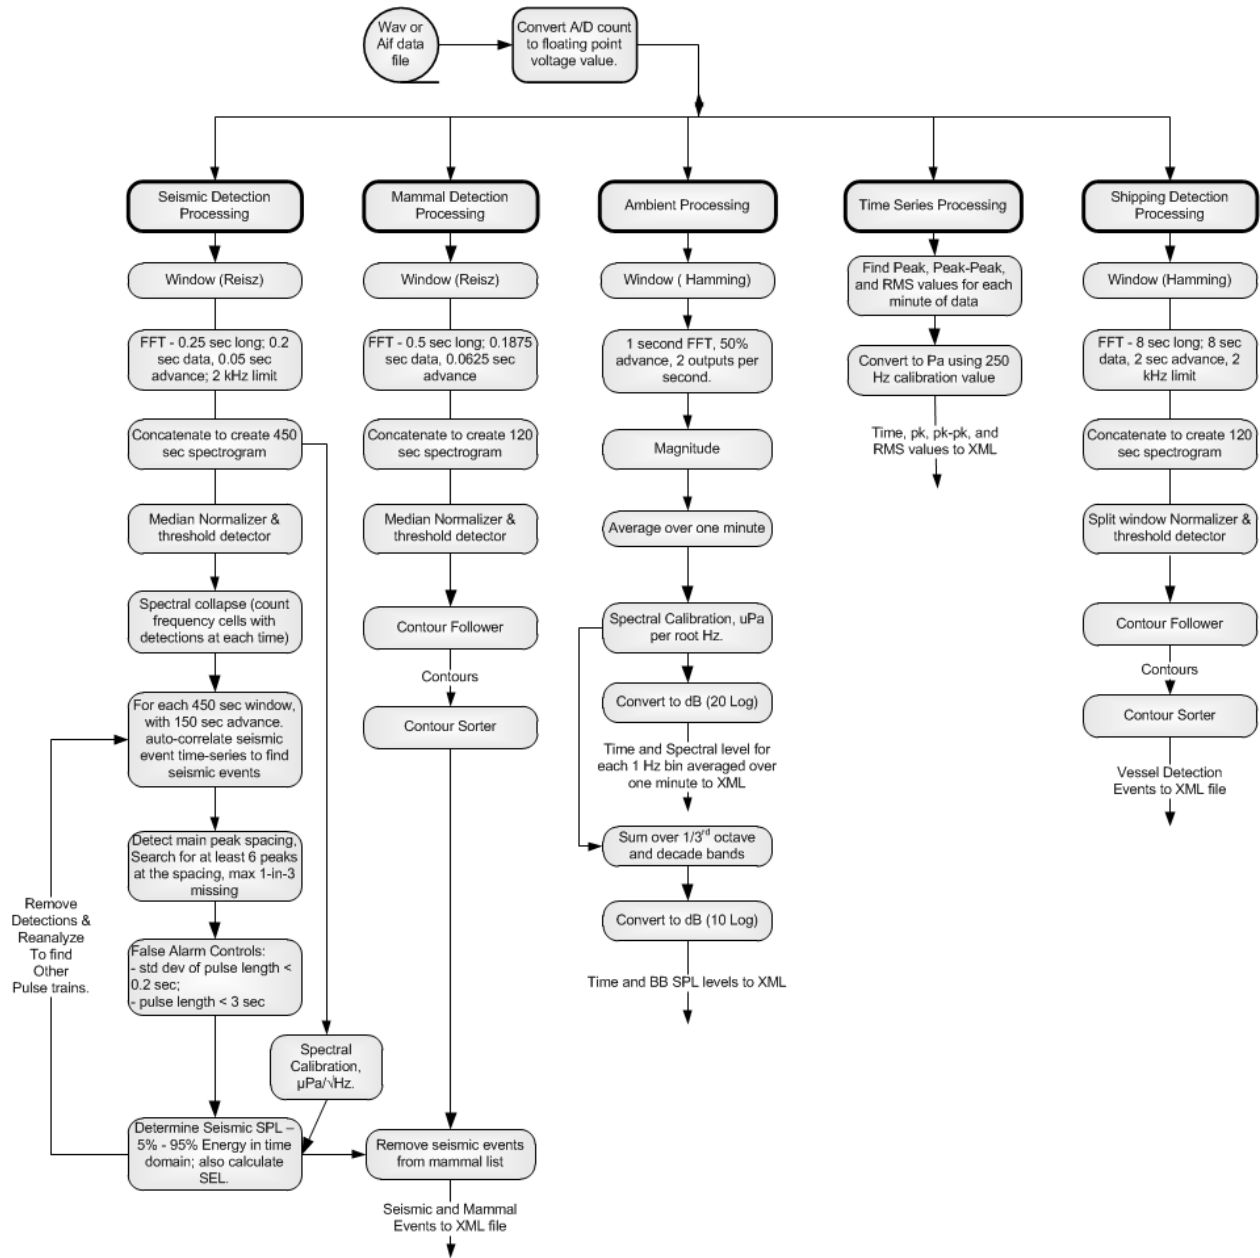 Wav or
Aif data
file
Convert A/D count
to floating point
voltage value.
Seismic Detection
Processing
Window (Reisz)
FFT - 0.25 sec long; 0.2
sec data, 0.05 sec
advance; 2 kHz limit
Concatenate to create 450
sec spectrogram
Median Normalizer &
threshold detector
Spectral collapse (count
frequency cells with
detections at each time)
For each 450 sec window,
with 150 sec advance.
auto-correlate seismic
event time-series to find
seismic events
Detect main peak spacing,
Search for at least 6 peaks
at the spacing, max 1-in-3
missing
Remove
Detections &
Reanalyze
To find
Other
Pulse trains.
False Alarm Controls:
- std dev of pulse length <
0.2 sec;
- pulse length < 3 sec
Spectral
Calibration,
µPa/√Hz.
Determine Seismic SPL –
5% - 95% Energy in time
domain; also calculate
SEL.
Mammal Detection
Processing
Window (Reisz)
FFT - 0.5 sec long; 0.1875
sec data, 0.0625 sec
advance
Concatenate to create 120
sec spectrogram
Median Normalizer &
threshold detector
Contour Follower
Contours
Contour Sorter
Remove seismic events
from mammal list
Seismic and Mammal
Events to XML file
Ambient Processing
Window ( Hamming)
1 second FFT, 50%
advance, 2 outputs per
second.
Magnitude
Average over one minute
Spectral Calibration, uPa
per root Hz.
Convert to dB (20 Log)
Time and Spectral level for
each 1 Hz bin averaged over
one minute to XML
Sum over 1/3rd octave
and decade bands
Convert to dB (10 Log)
Time and BB SPL levels to XML
Time Series Processing
Find Peak, Peak-Peak,
and RMS values for each
minute of data
Convert to Pa using 250
Hz calibration value
Time, pk, pk-pk, and
RMS values to XML
Shipping Detection
Processing
Window (Hamming)
FFT - 8 sec long; 8 sec
data, 2 sec advance, 2
kHz limit
Concatenate to create 120
sec spectrogram
Split window Normalizer &
threshold detector
Contour Follower
Contours
Contour Sorter
Vessel Detection
Events to XML file